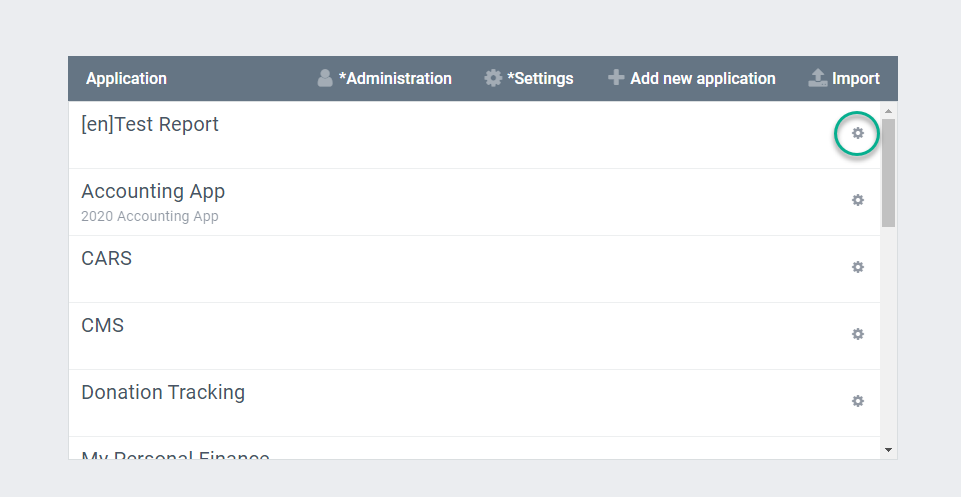 Application *Administration *Settings Add new application Import
[en]Test Report
Accounting App
2020 Accounting App
CARS
CMS
Donation Tracking
My Personal Finance